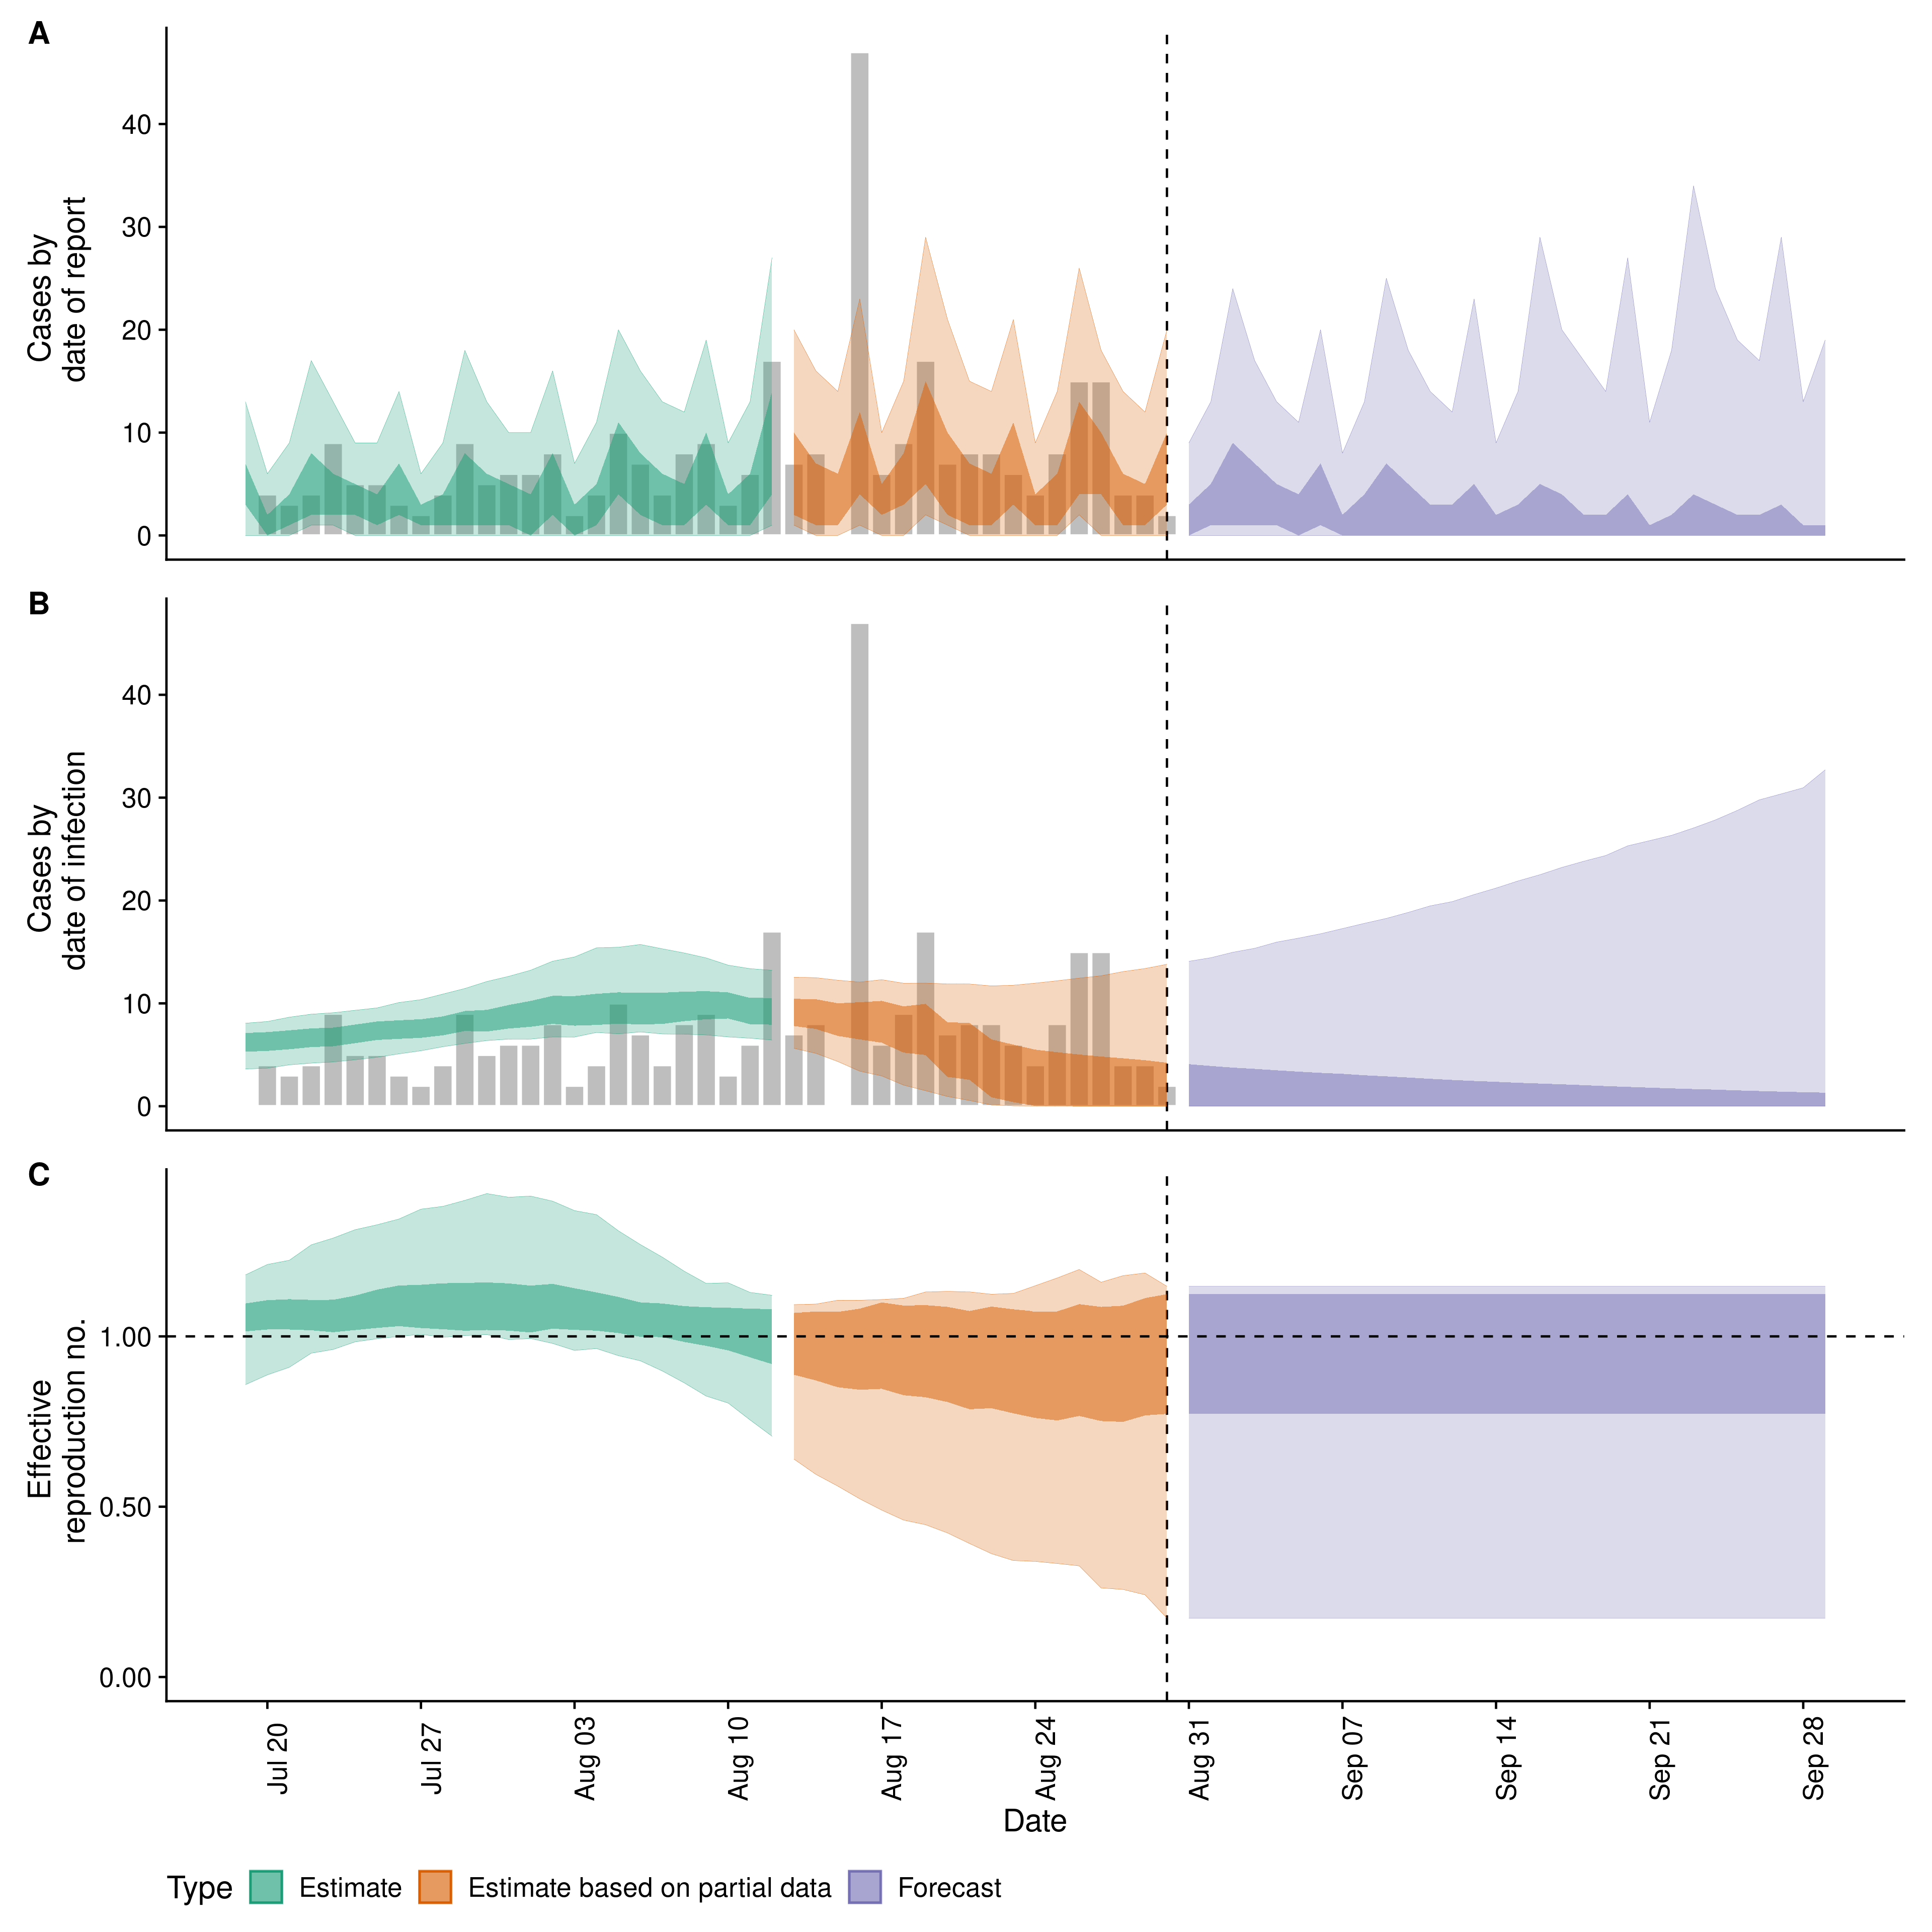 A
Cases by
date of report
40
30
20
10
0
B
Cases by
date of infection
40
30
20
10
0
C
Effective
reproduction no.
1.00
0.50
0.00
Jul 20
Jul 27
Aug 03
Aug 10
Aug 17
Aug 24
Aug 31
Sep 07
Sep 14
Sep 21
Sep 28
Date
Type Estimate Estimate based on partial data Forecast